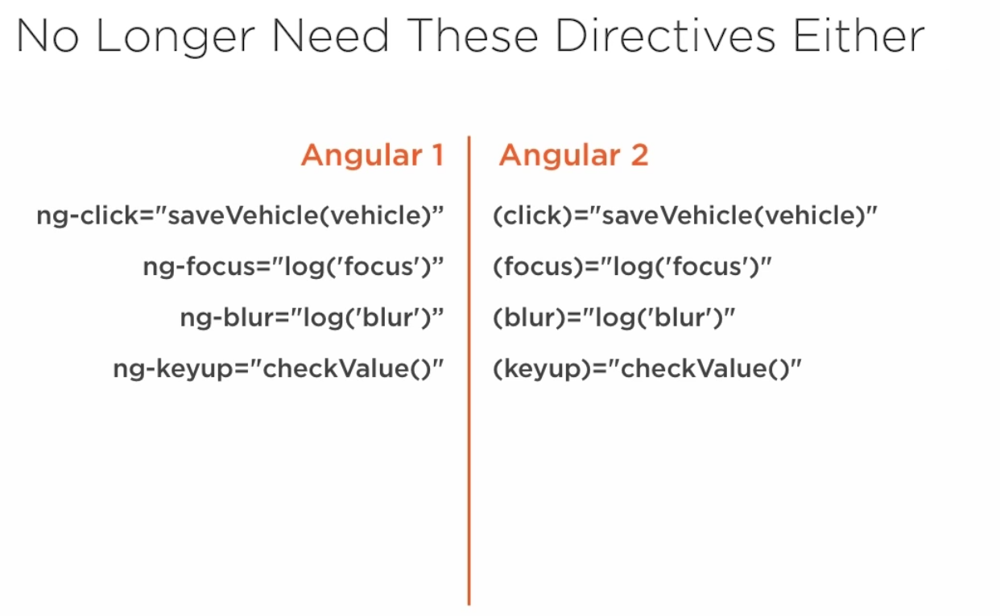 No Longer Need These Directives Either
Angular 1
ng-click="saveVehicle(vehicle)”
ng-focus="log('focus')”
ng-blur="log('blur')”
ng-keyup="checkValue()"
Angular 2
(click)="saveVehicle(vehicle)"
(focus)="log('focus')"
(blur)="log('blur')"
(keyup)="checkValue()"